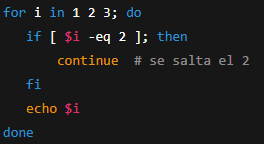 for i in 1 2 3; do
   if [ $i -eq 2 ]; then
       continue  # se salta el 2
   fi
   echo $i
done